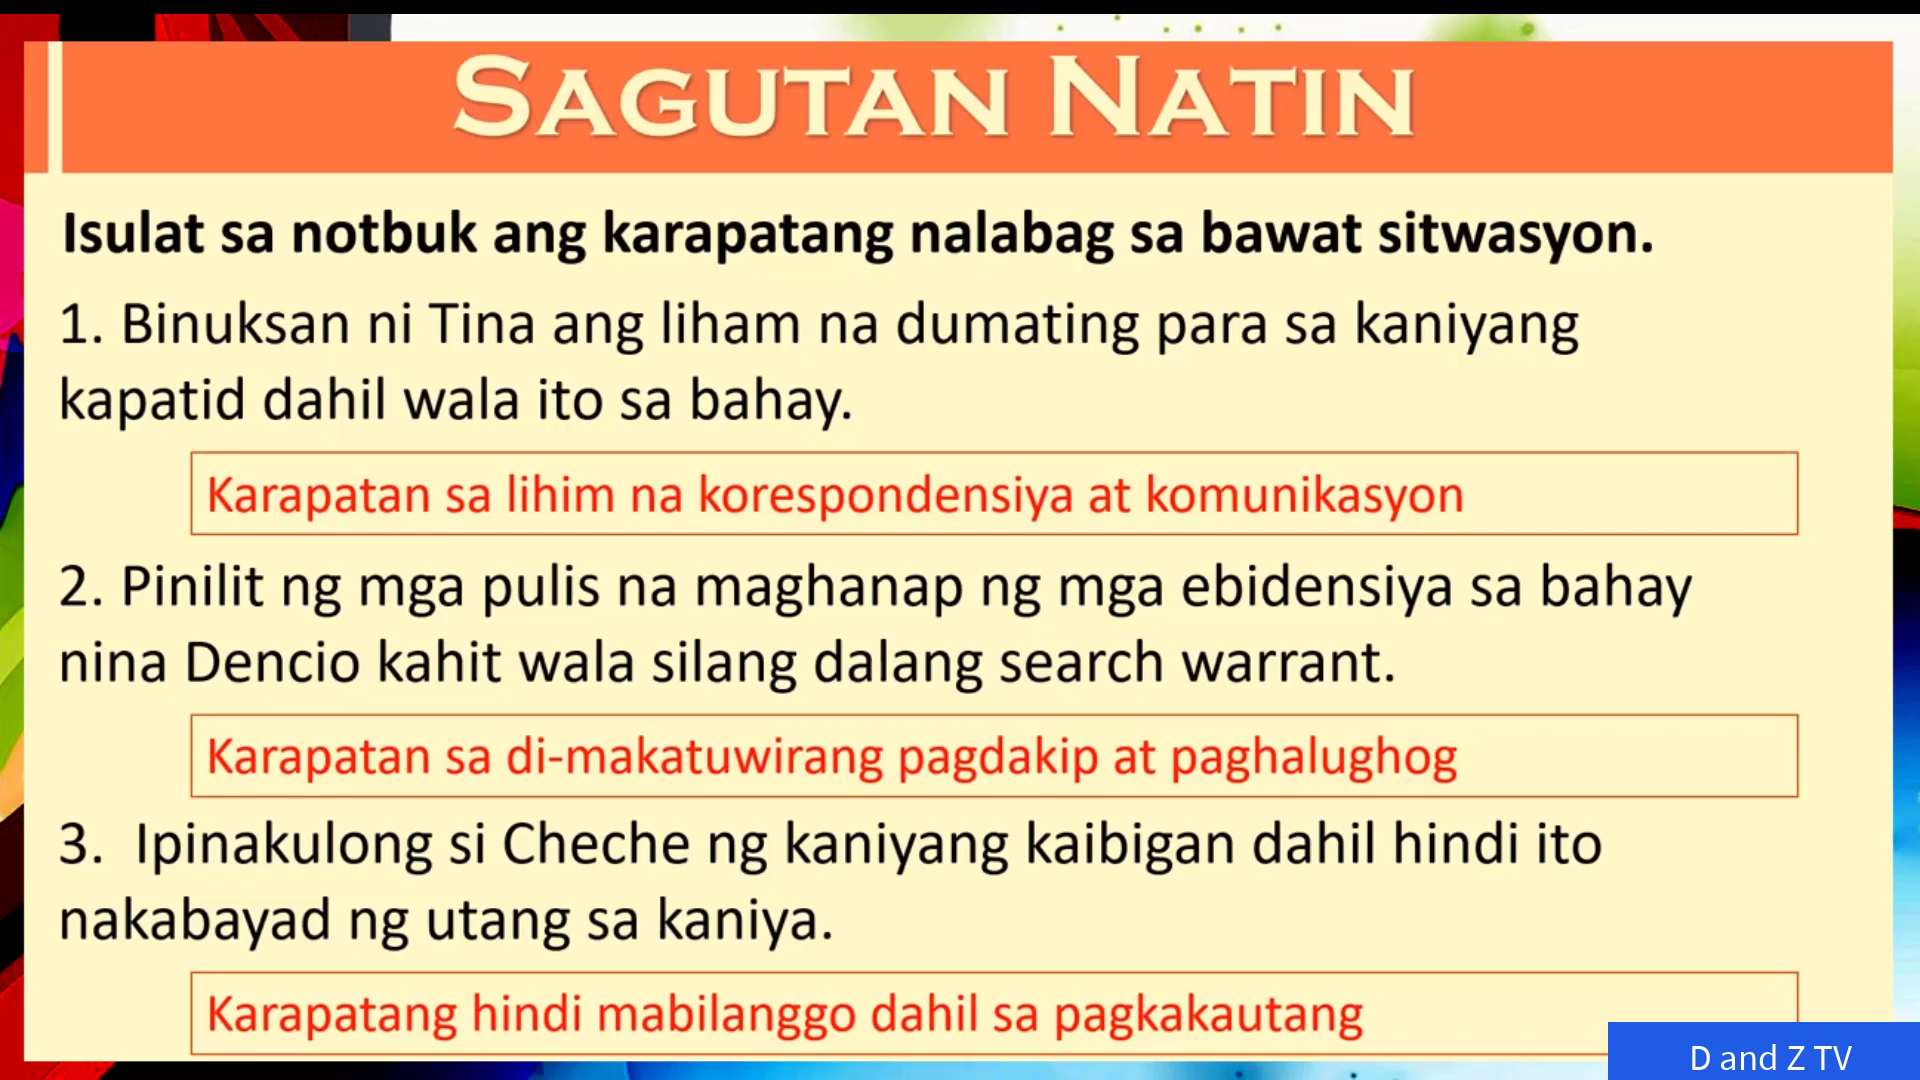 SAGUTAN NATIN
Isulat sa notbuk ang karapatang nalabag sa bawat sitwasyon.
1. Binuksan ni Tina ang liham na dumating para sa kaniyang
kapatid dahil wala ito sa bahay.
Karapatan sa lihim na korespondensiya at komunikasyon
2. Pinilit ng mga pulis na maghanap ng mga ebidensiya sa bahay
nina Dencio kahit wala silang dalang search warrant.
Karapatan sa di-makatuwirang pagdakip at paghalughog
3. Ipinakulong si Cheche ng kaniyang kaibigan dahil hindi ito
nakabayad ng utang sa kaniya.
Karapatang hindi mabilanggo dahil sa pagkakautang
D and Z TV